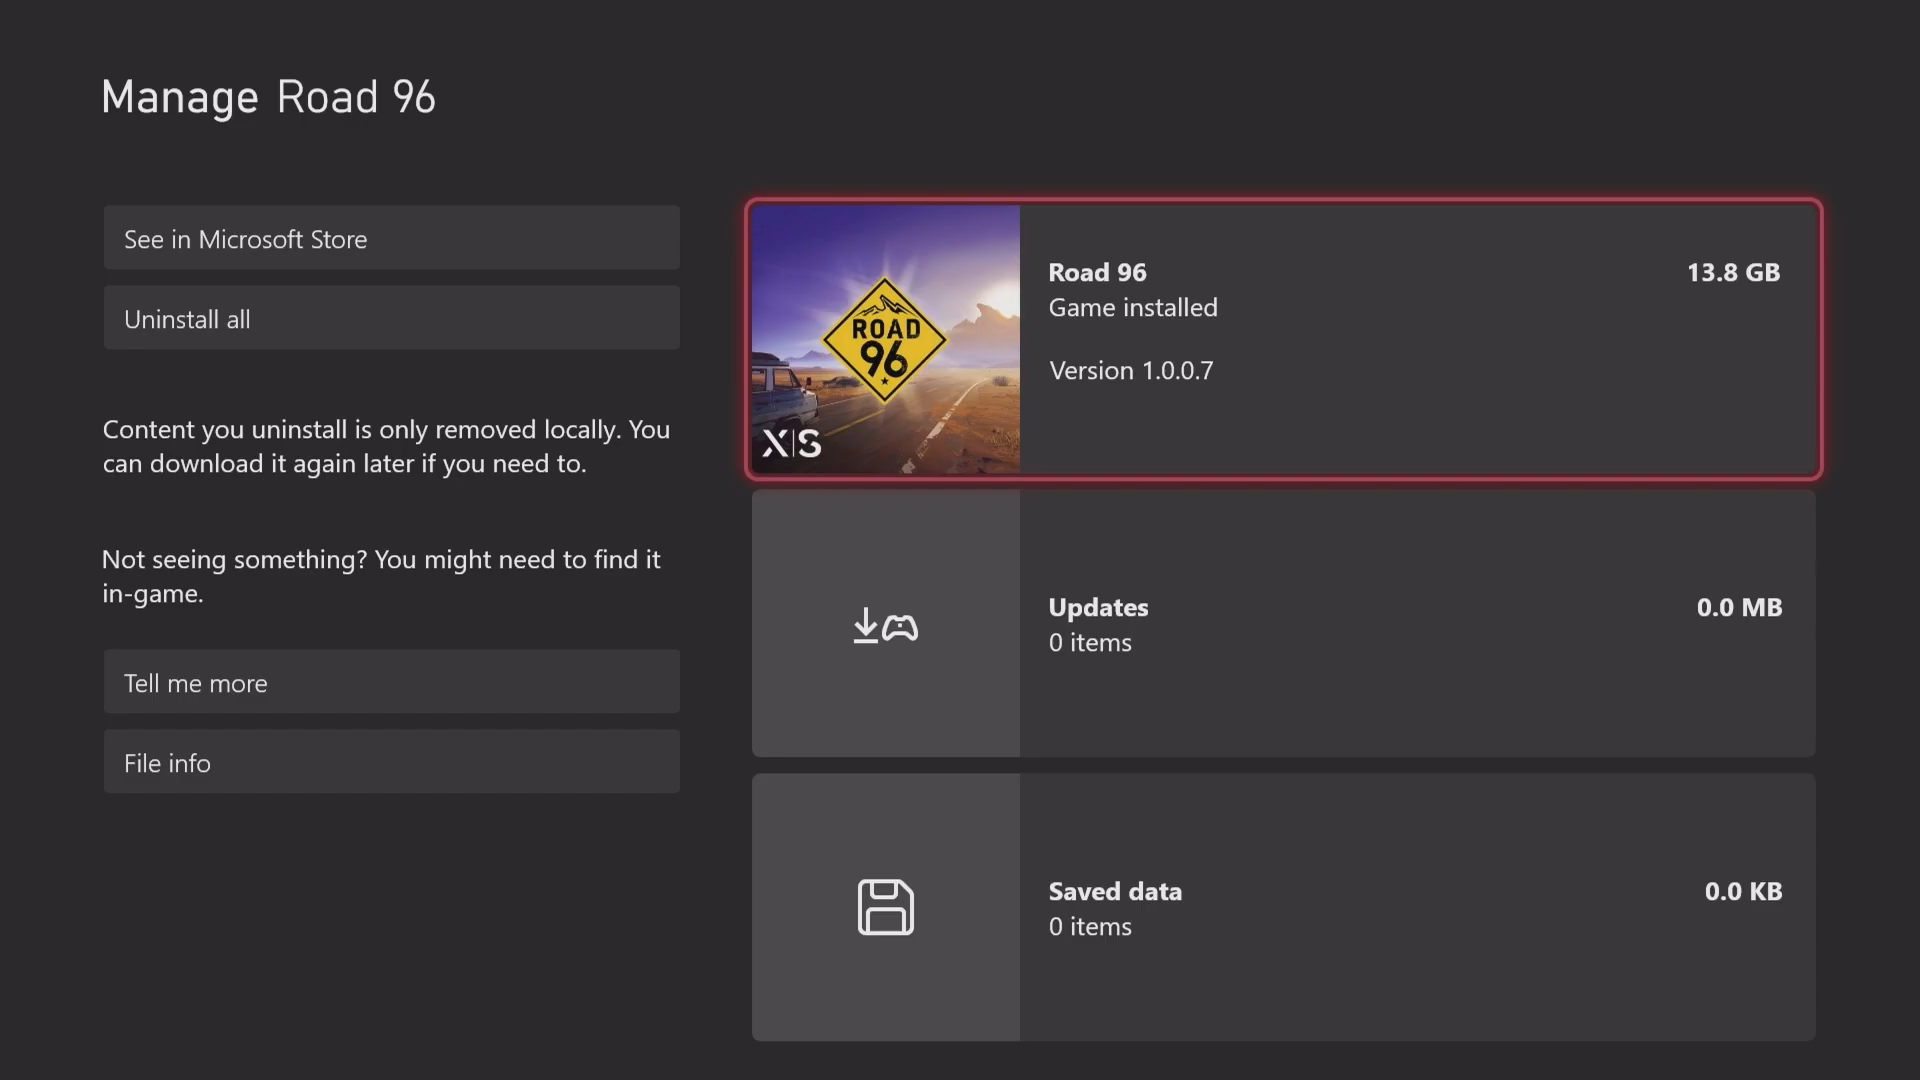 Manage Road 96
See in Microsoft Store
Uninstall all
Content you uninstall is only removed locally. You
can download it again later if you need to.
Not seeing something? You might need to find it
in-game.
Tell me more
File info
ROAD
96
X|S
Road 96
13.8 GB
Game installed
Version 1.0.0.7
Updates
0.0 MB
0 items
Saved data
0.0 KB
0 items